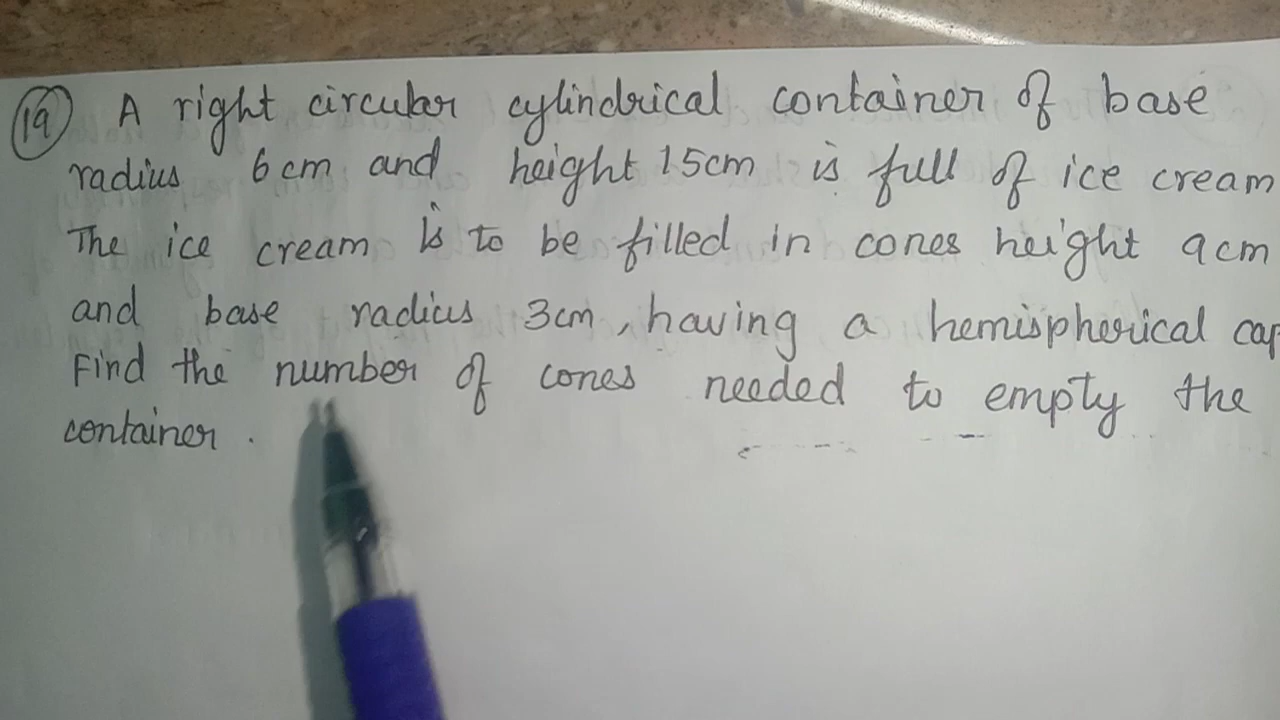 19 A right circular cylindrical container of base
radius 6cm and height 15cm is full of ice cream
The ice cream is to be filled in cones height 9cm
and base radius 3cm, having a hemispherical cap
Find the number of cones needed to empty the
container.